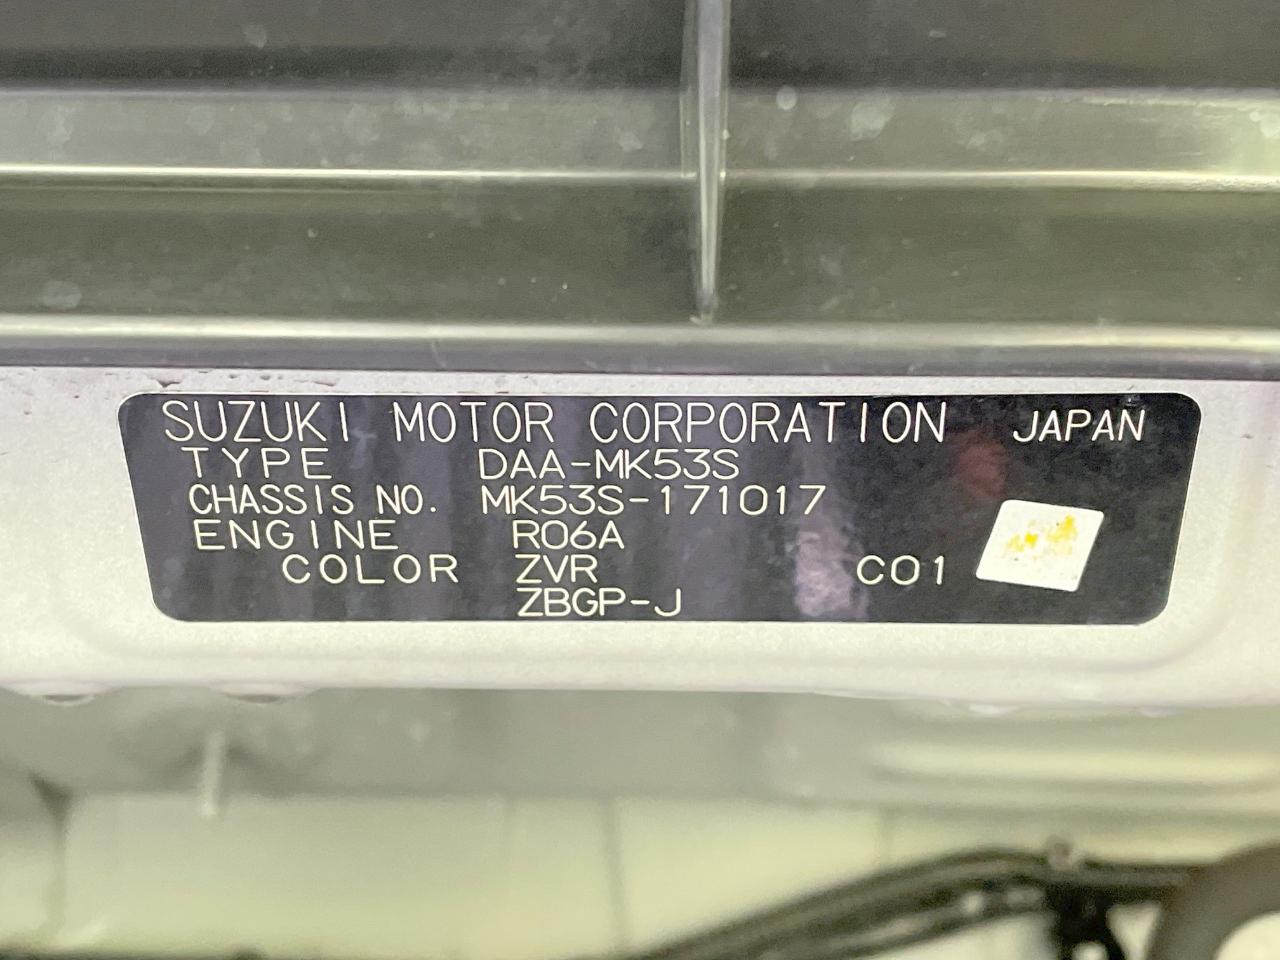 SUZUKI MOTOR CORPORATION JAPAN
TYPE DAA-MK53S
CHASSIS NO. MK53S-171017
ENGINE R06A
COLOR ZVR C01
ZBGP-J